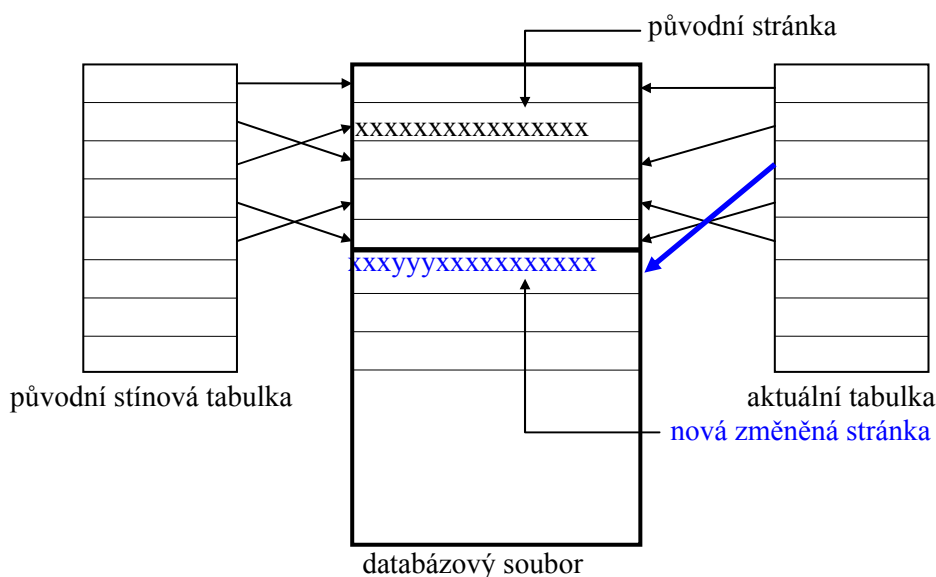 původní stránka
xxxxxxxxxxxxxxxx
xxxyyyxxxxxxxxxxx
původní stínová tabulka
aktuální tabulka
nová změněná stránka
databázový soubor